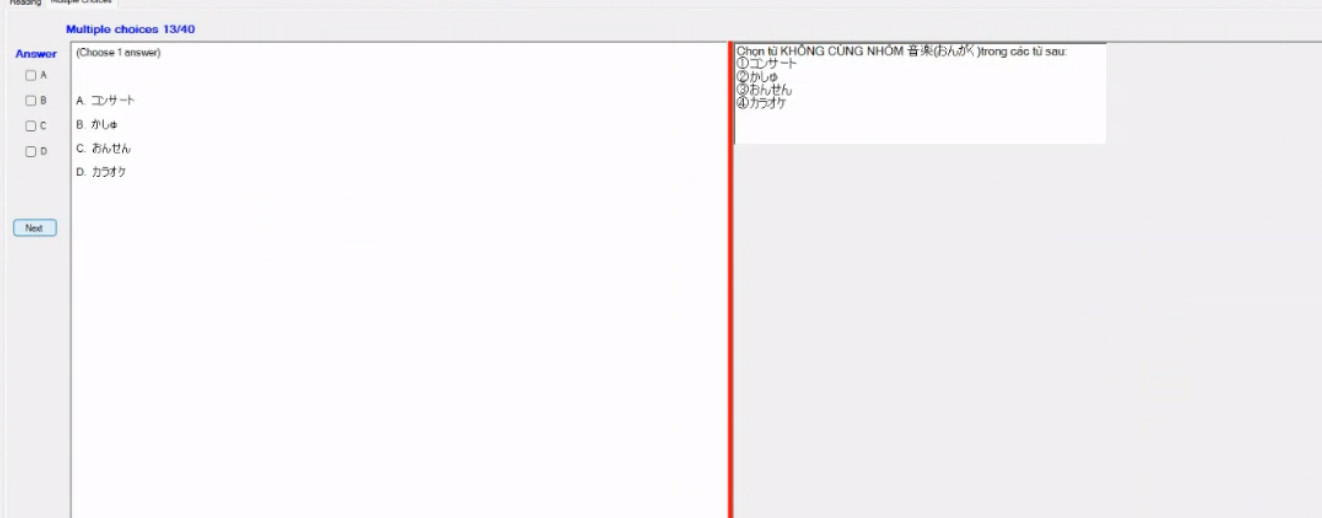 Reading Multiple Choices
Multiple choices 13/40
Answer
A
B
C
D
Next
(Choose 1 answer)
A. コンサート
B. かしゅ
C. おんせん
D. カラオケ
Chọn từ KHÔNG CÙNG NHÓM 音楽(おんがく)trong các từ sau:
①コンサート
②かしゅ
③おんせん
④カラオケ